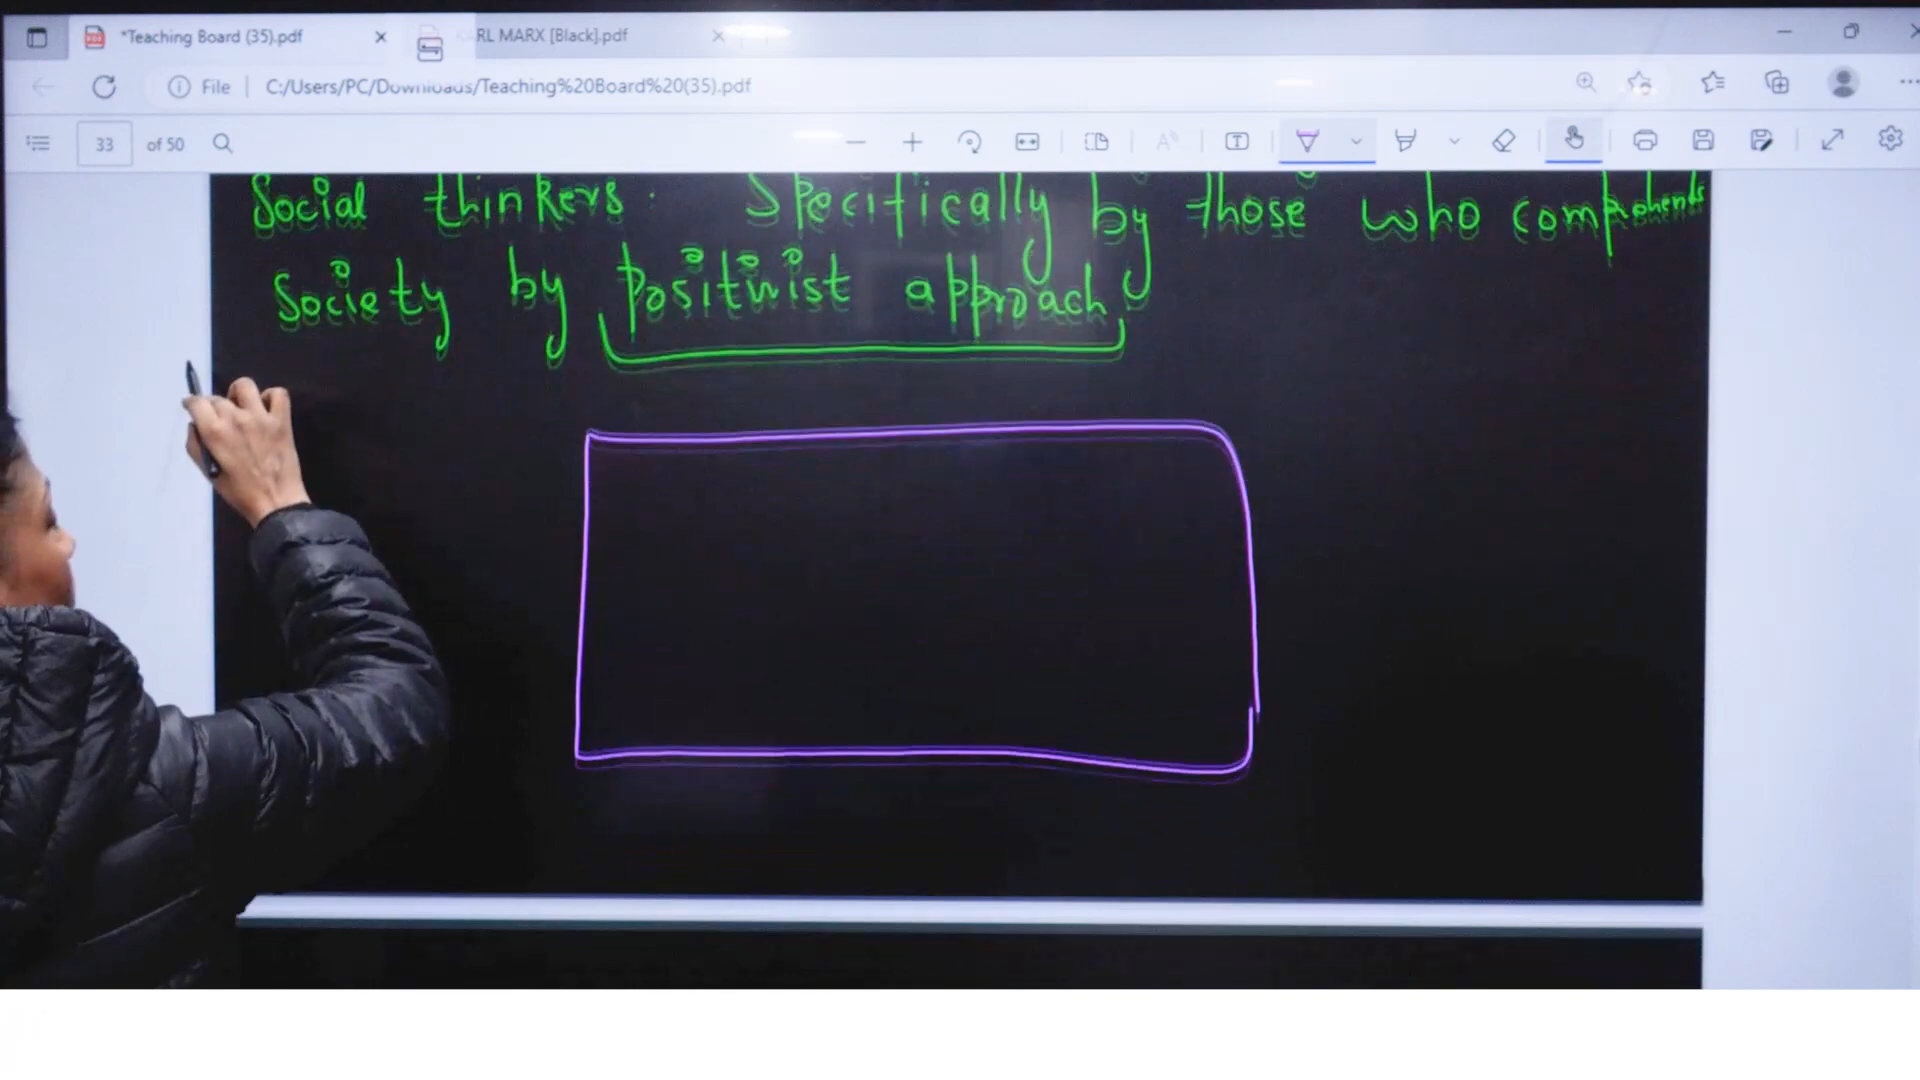 *Teaching Board (35).pdf
RL MARX [Black].pdf
File
C:/Users/PC/Downloads/Teaching%20Board%20(35).pdf
33 of 50
Social thinkers. Specifically by those who comprehends
Society by positivist approach